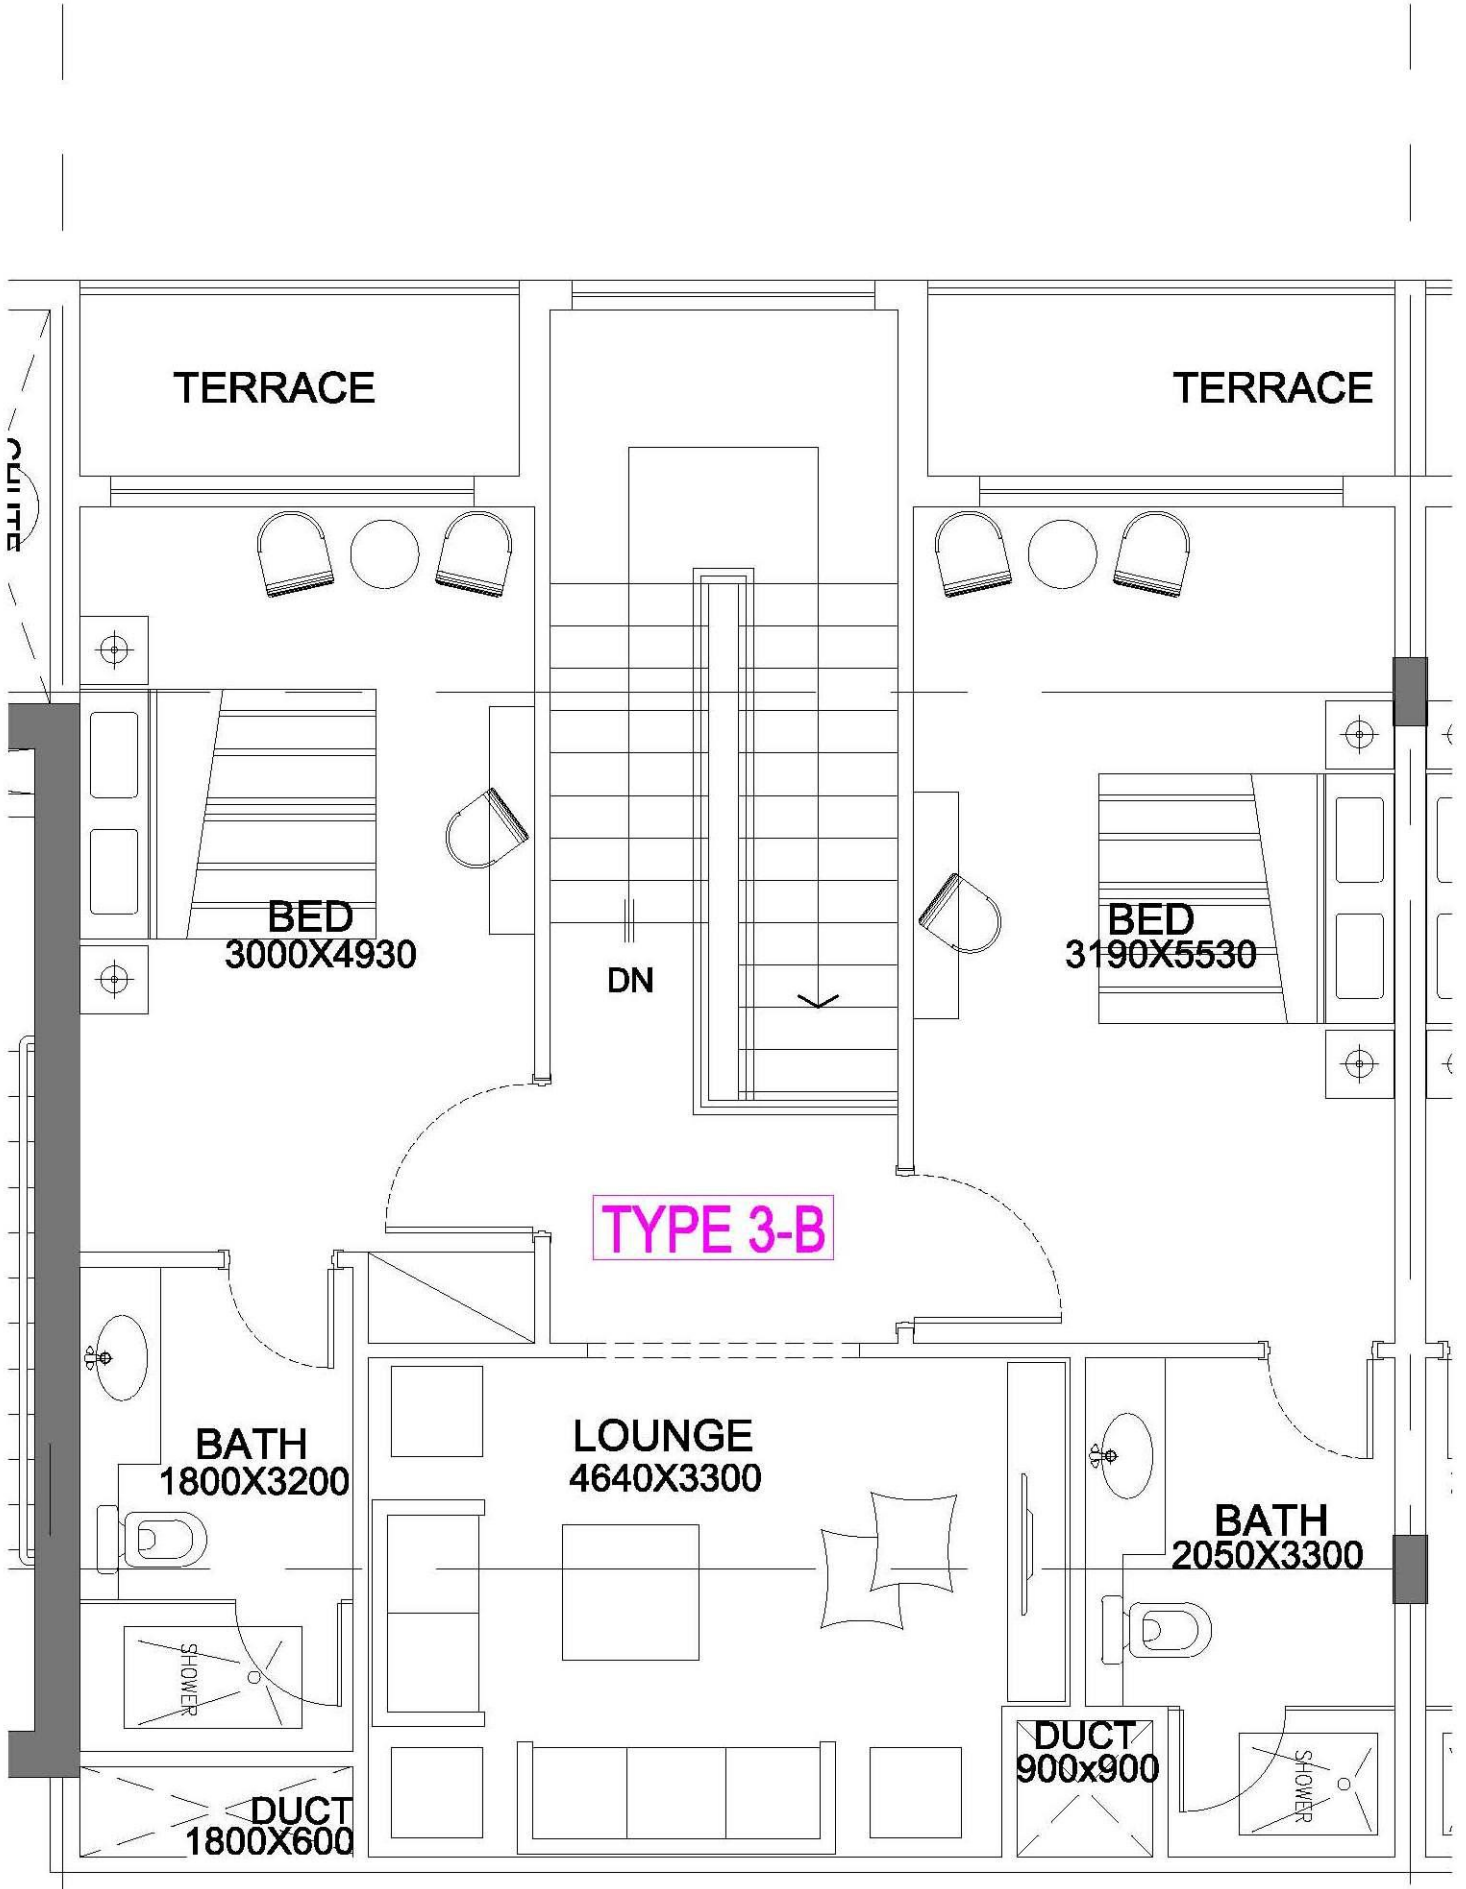 TERRACE
TERRACE
CHUTE
BED
3000X4930
BED
3190X5530
DN
TYPE 3-B
BATH
1800X3200
LOUNGE
4640X3300
BATH
2050X3300
SHOWER
DUCT
900x900
SHOWER
DUCT
1800X600